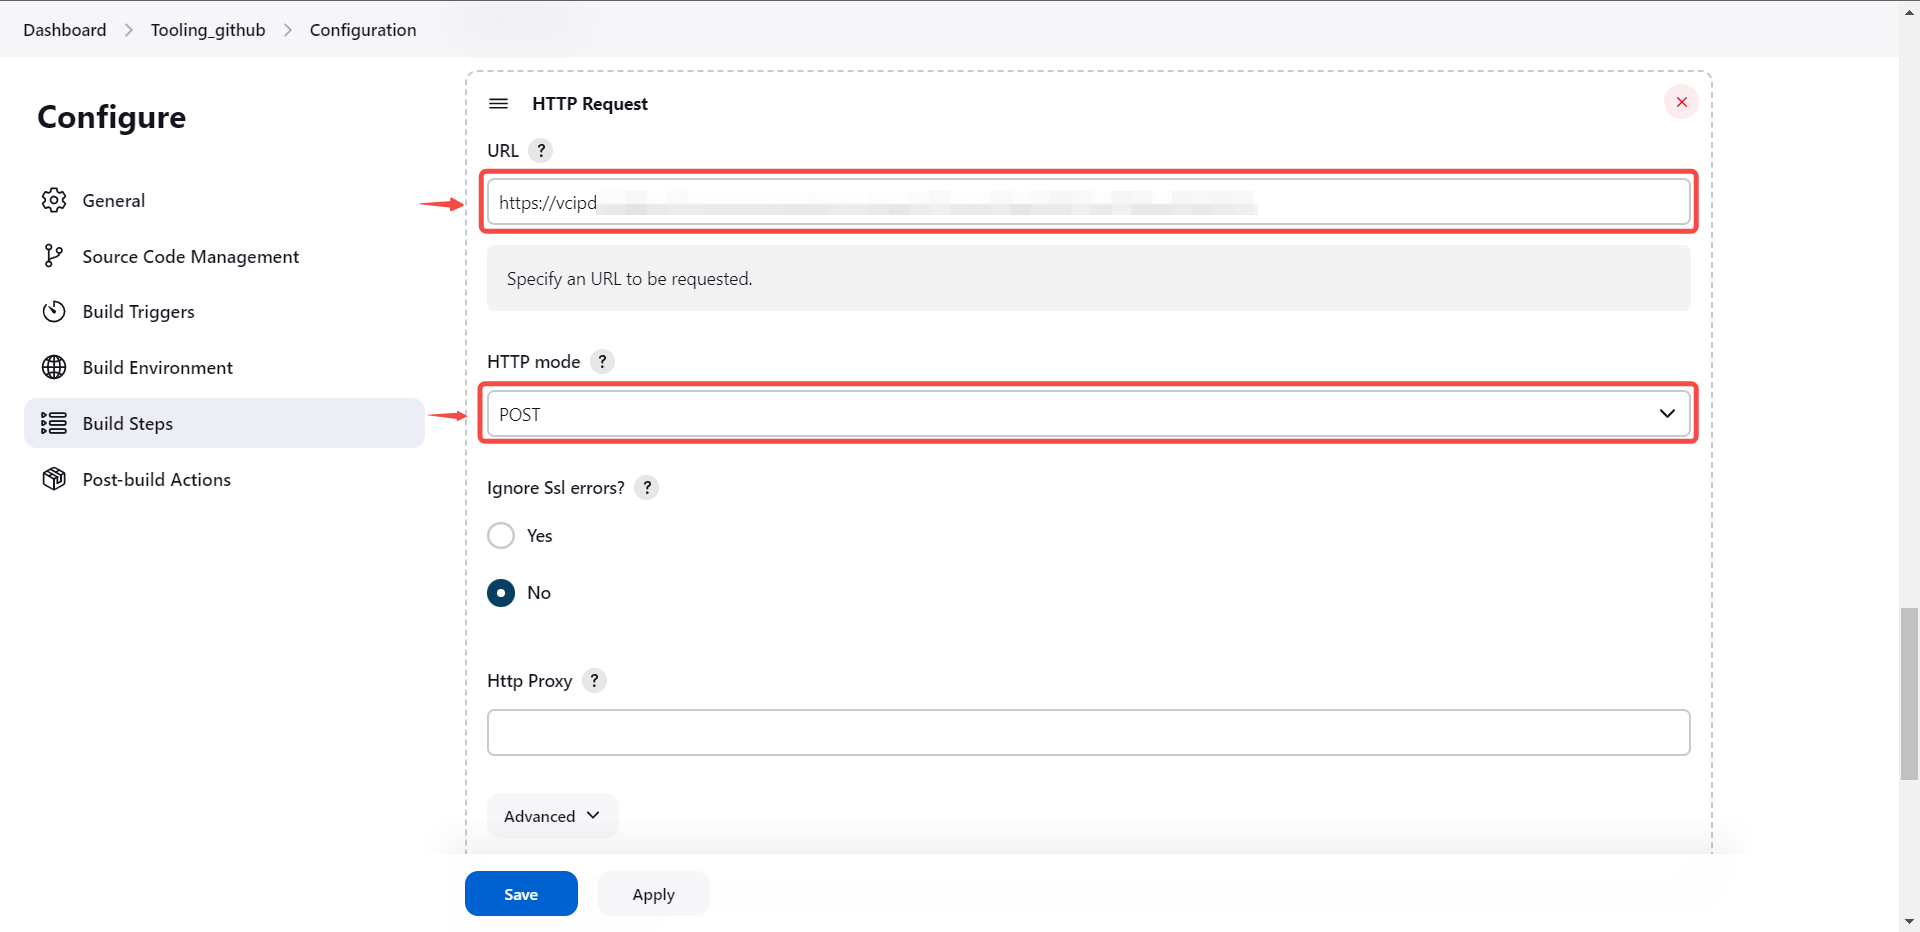 Dashboard > Tooling_github > Configuration
Configure
General
Source Code Management
Build Triggers
Build Environment
Build Steps
Post-build Actions
HTTP Request
URL ?
https://vcipd
Specify an URL to be requested.
HTTP mode ?
POST
Ignore Ssl errors? ?
Yes
No
Http Proxy ?
Advanced
Save
Apply